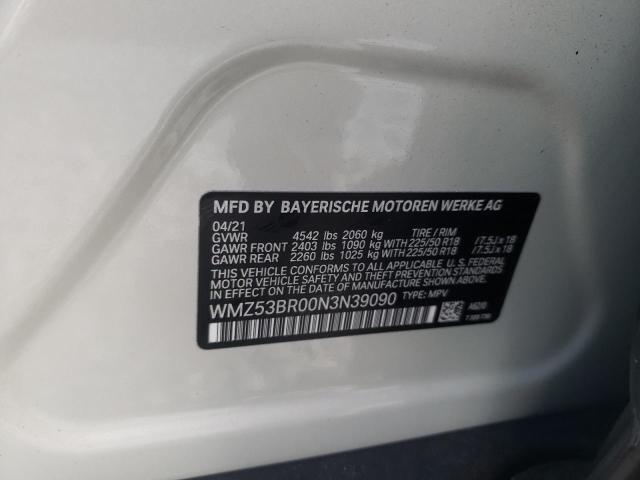 MFD BY BAYERISCHE MOTOREN WERKE AG
04/21
GVWR 4542 lbs 2060 kg TIRE / RIM
GAWR FRONT 2403 lbs 1090 kg WITH 225/50 R18 /7.5J x 18
GAWR REAR 2260 lbs 1025 kg WITH 225/50 R18 /7.5J x 18
THIS VEHICLE CONFORMS TO ALL APPLICABLE U.S. FEDERAL
MOTOR VEHICLE SAFETY STANDARDS IN EFFECT ON THE DATE OF
MANUFACTURE SHOWN ABOVE.
WMZ53BR00N3N39090 TYPE: MPV